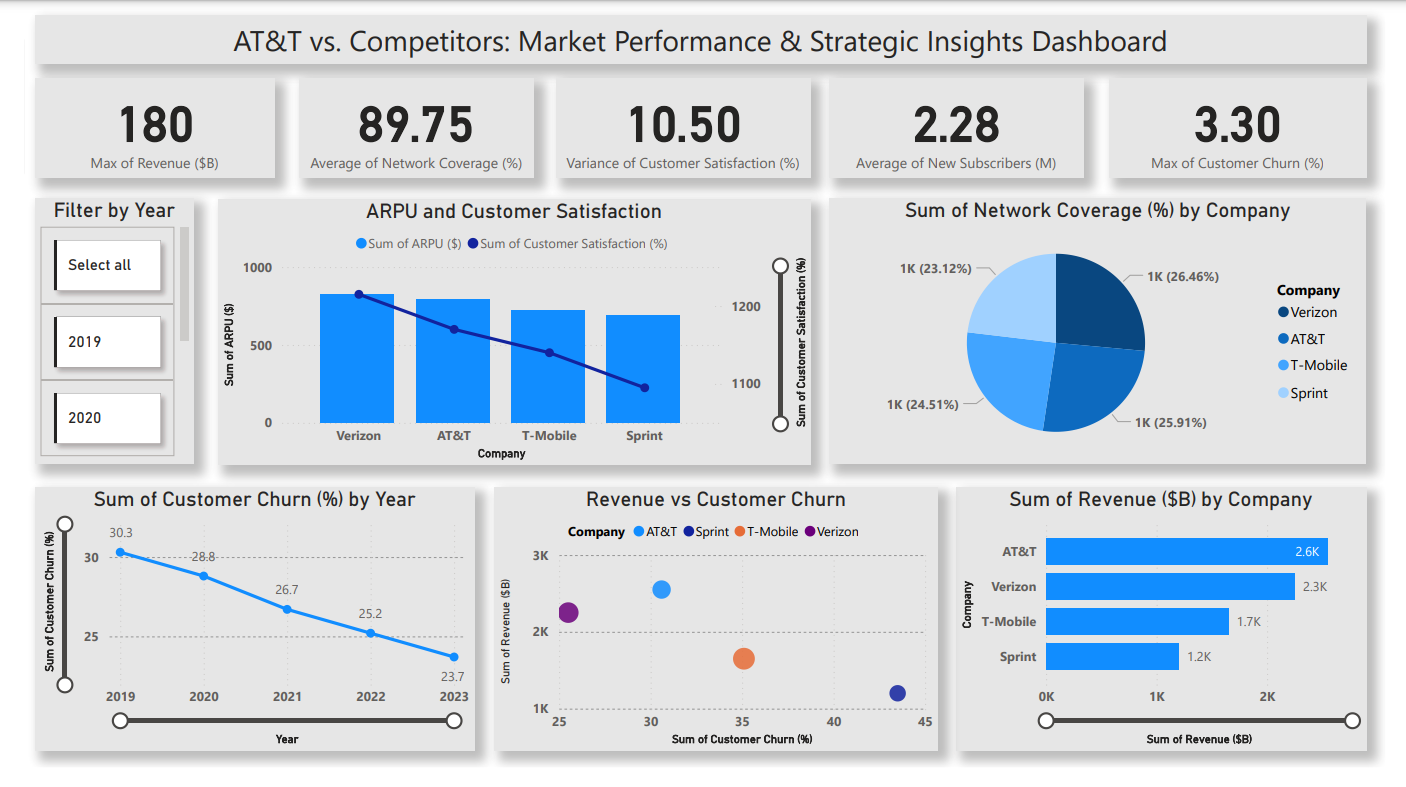 AT&T vs. Competitors: Market Performance & Strategic Insights Dashboard
180
Max of Revenue ($B)
89.75
Average of Network Coverage (%)
10.50
Variance of Customer Satisfaction (%)
2.28
Average of New Subscribers (M)
3.30
Max of Customer Churn (%)
Filter by Year
Select all
2019
2020
ARPU and Customer Satisfaction
Sum of ARPU ($) Sum of Customer Satisfaction (%)
Sum of ARPU ($)
1000
500
0
1200
1100
Sum of Customer Satisfaction (%)
Verizon AT&T T-Mobile Sprint
Company
Sum of Network Coverage (%) by Company
1K (23.12%)
1K (26.46%)
1K (24.51%)
1K (25.91%)
Company
Verizon
AT&T
T-Mobile
Sprint
Sum of Customer Churn (%) by Year
Sum of Customer Churn (%)
30
25
30.3
28.8
26.7
25.2
23.7
2019 2020 2021 2022 2023
Year
Revenue vs Customer Churn
Company AT&T Sprint T-Mobile Verizon
Sum of Revenue ($B)
3K
2K
1K
25 30 35 40 45
Sum of Customer Churn (%)
Sum of Revenue ($B) by Company
Company
AT&T 2.6K
Verizon 2.3K
T-Mobile 1.7K
Sprint 1.2K
0K 1K 2K
Sum of Revenue ($B)